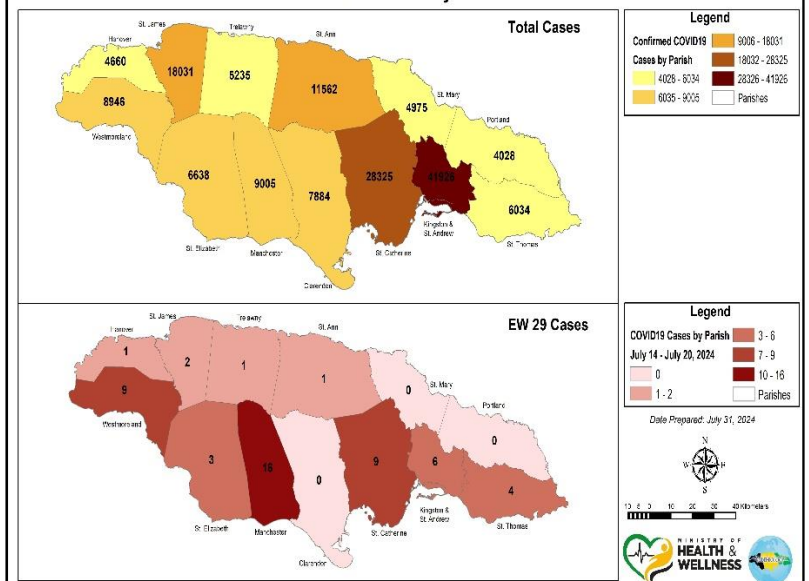 Total Cases
St. James
Trelawny
St. Ann
Hanover
4660
18031
5235
11562
St. Mary
4975
Portland
8946
4028
Westmoreland
6638
9005
7884
28325
41926
6034
Kingston &
St. Andrew
St. Thomas
St. Elizabeth
Manchester
St. Catherine
Clarendon
Legend
Confirmed COVID19
Cases by Parish
4028 - 6034
6035 - 9005
9006 - 18031
18032 - 28325
28326 - 41926
Parishes
EW 29 Cases
St. James
Trelawny
St. Ann
Hanover
1
2
1
1
0
St. Mary
Portland
9
0
Westmoreland
3
16
0
9
6
4
Kingston &
St. Andrew
St. Thomas
St. Elizabeth
Manchester
St. Catherine
Clarendon
Legend
COVID19 Cases by Parish
July 14 - July 20, 2024
0
1 - 2
3 - 6
7 - 9
10 - 16
Parishes
Date Prepared: July 31, 2024
N
W E
S
10 5 0 10 20 30 40 Kilometers
MINISTRY OF
HEALTH &
WELLNESS